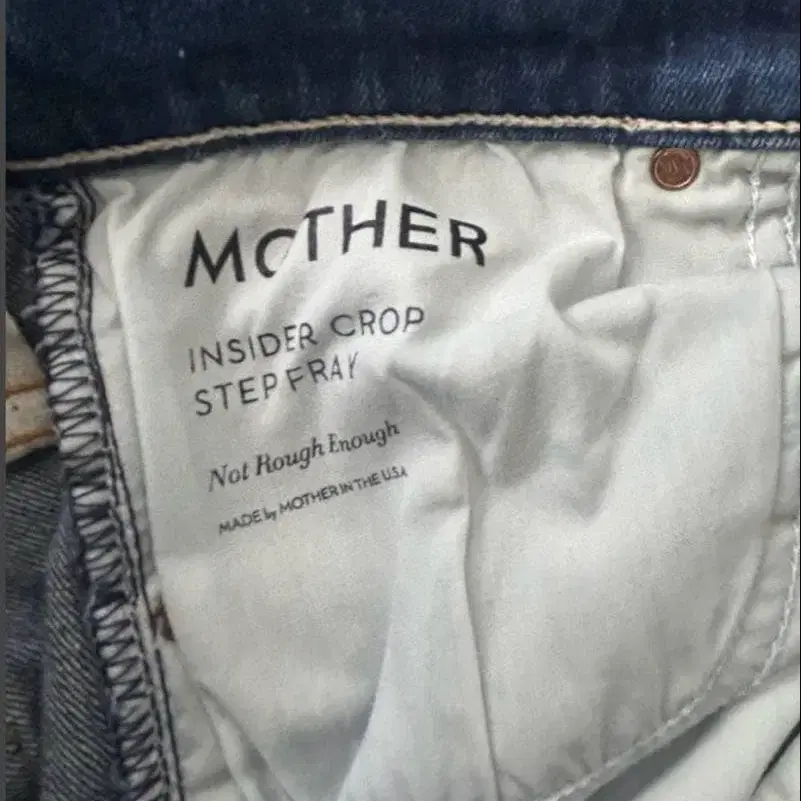 MOTHER
INSIDER CROP
STEP FRAY
Not Rough Enough
MADE by MOTHER IN THE USA